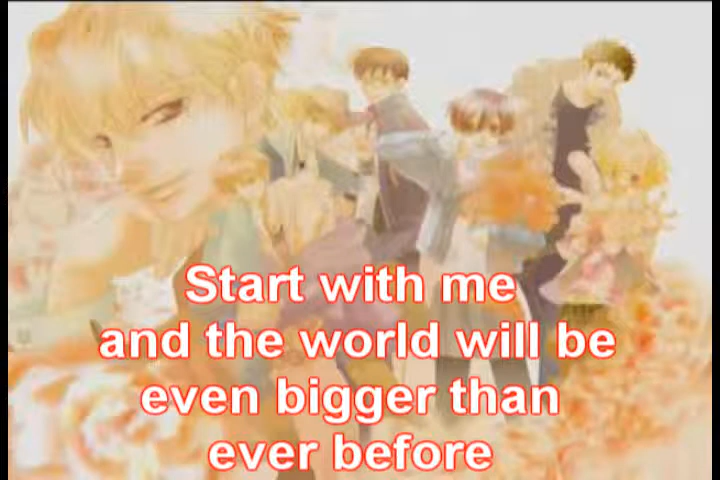 Start with me
and the world will be
even bigger than
ever before